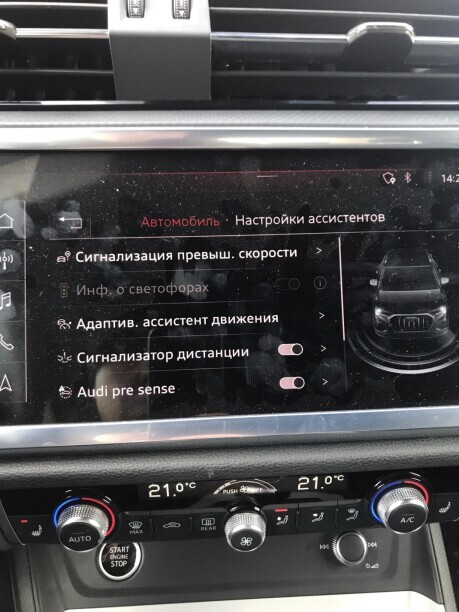 14:2
Автомобиль · Настройки ассистентов
Сигнализация превыш. скорости
Инф. о светофорах
Адаптив. ассистент движения
Сигнализатор дистанции
Audi pre sense
21.0°C PUSH 21.0°C
AUTO MAX REAR A/C
START ENGINE STOP